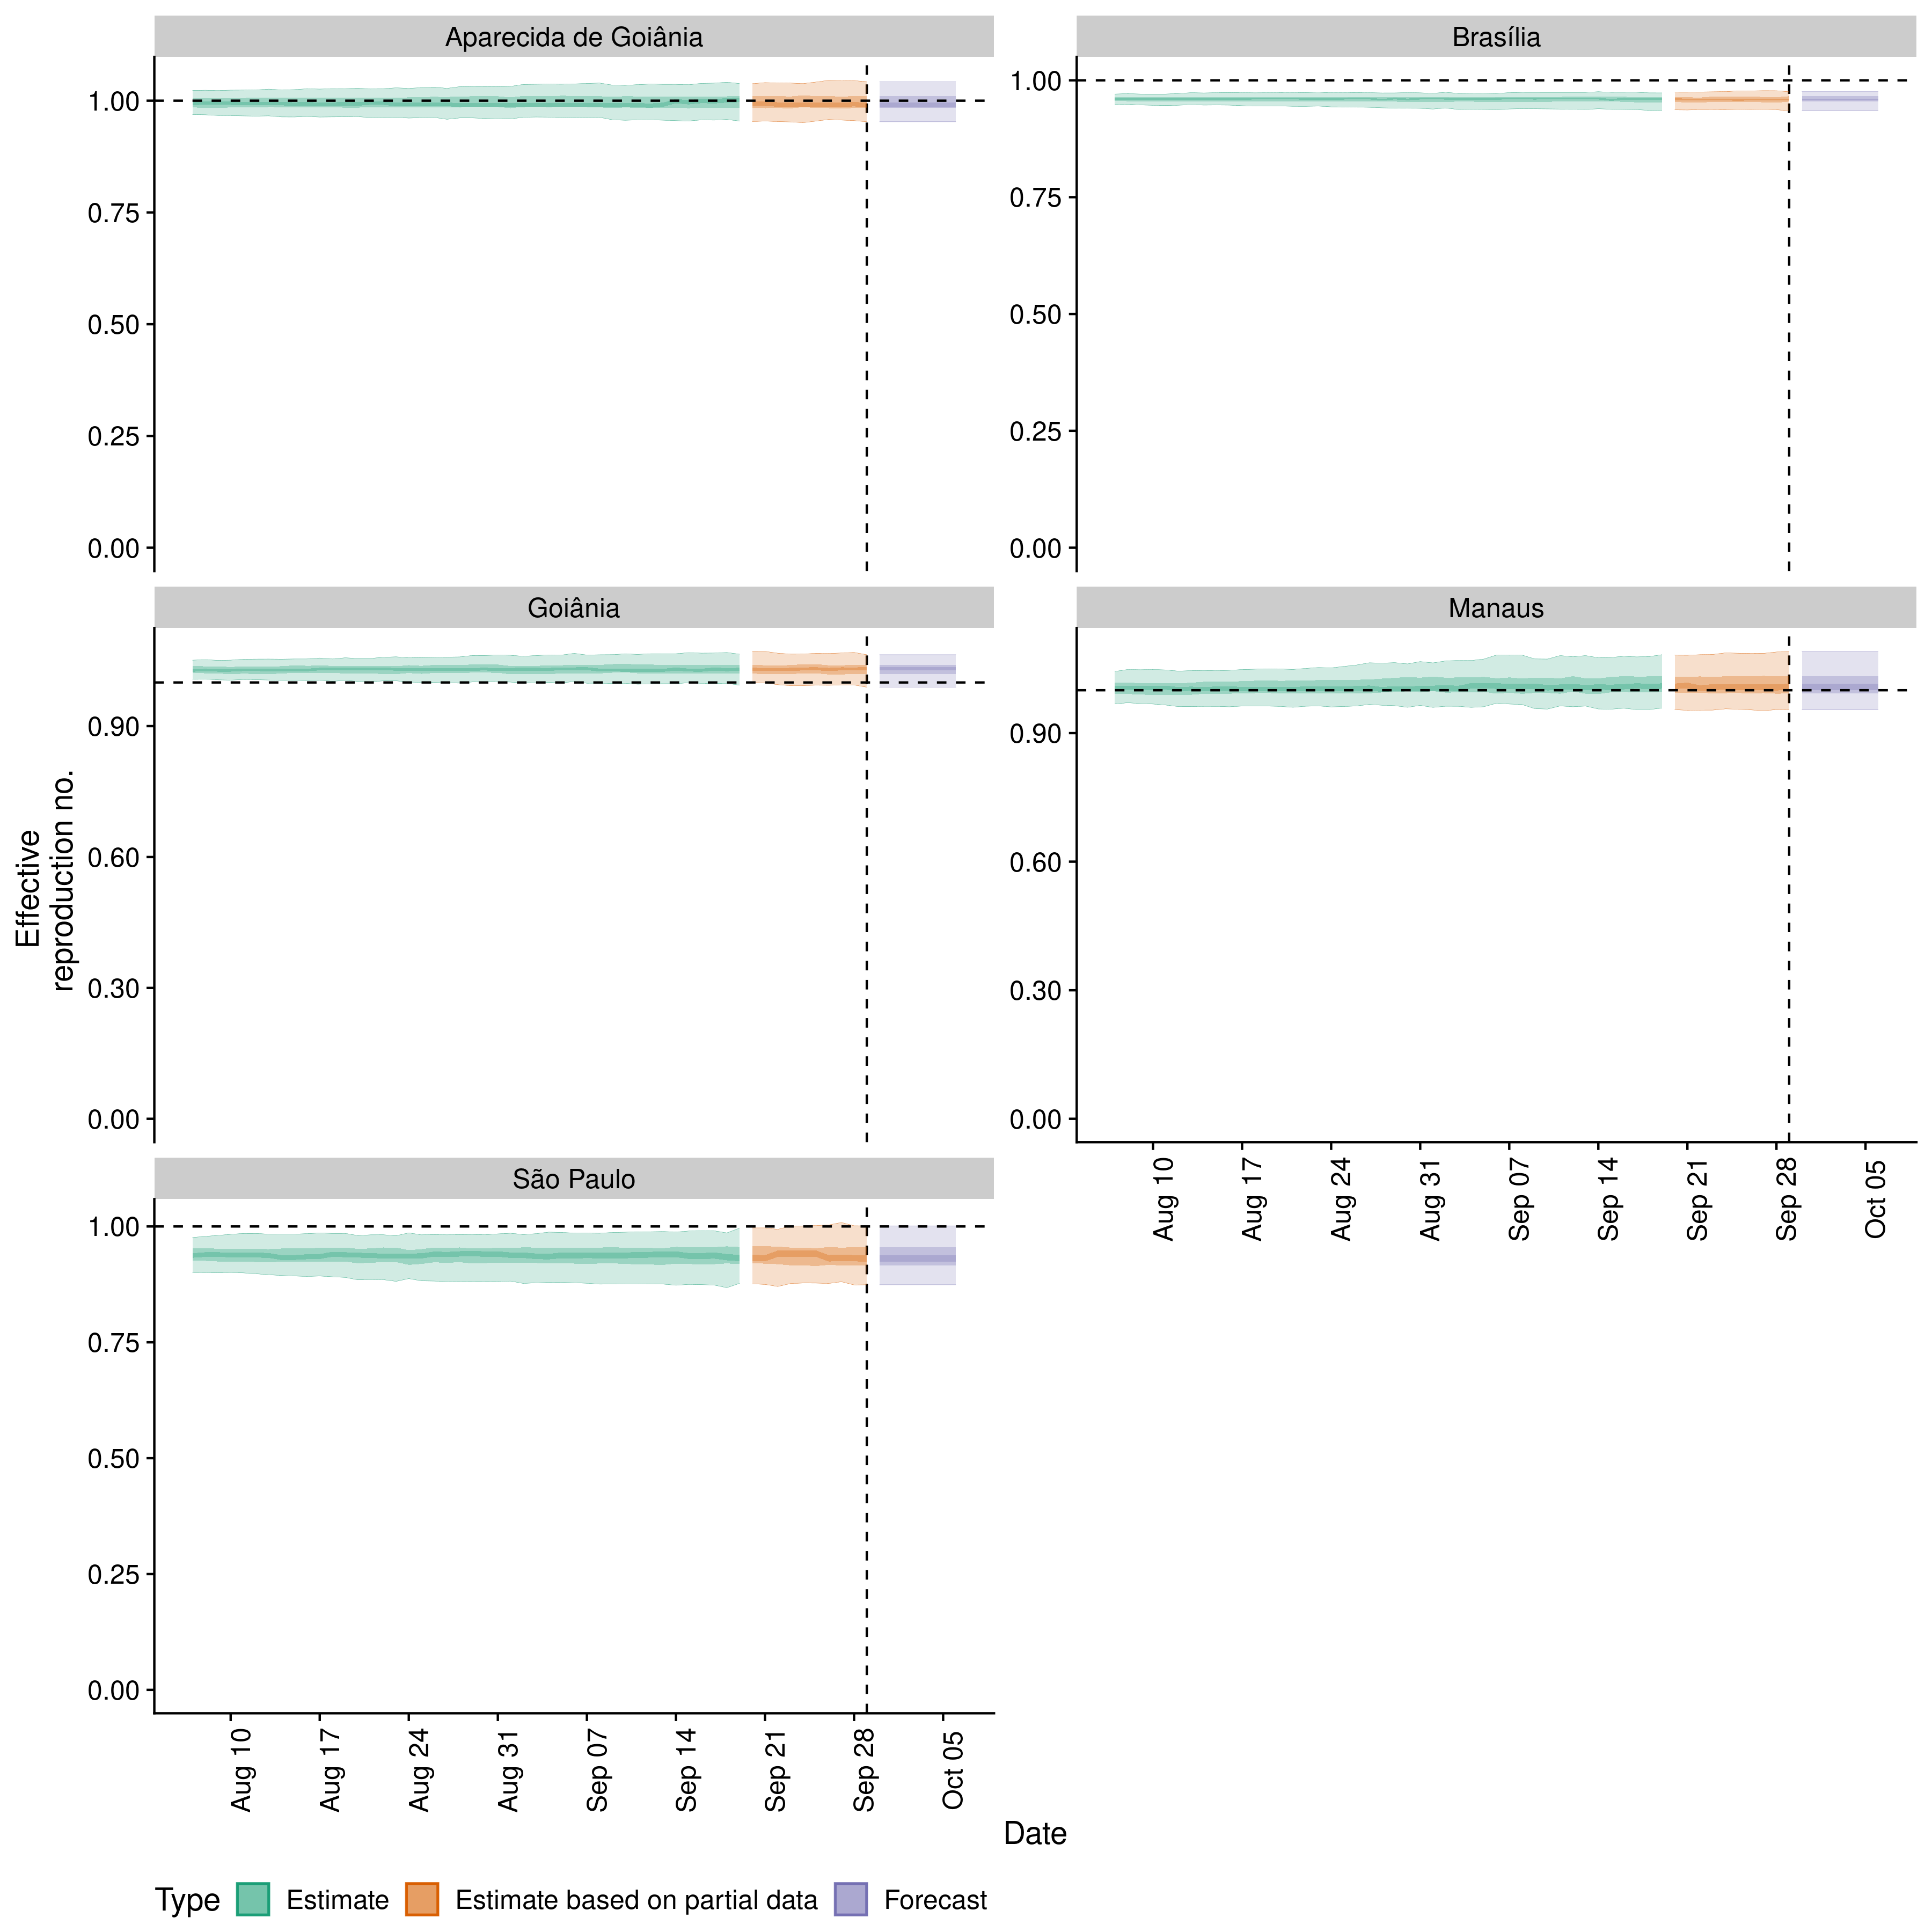 Aparecida de Goiânia
Brasília
1.00
0.75
0.50
0.25
0.00
1.00
0.75
0.50
0.25
0.00
Goiânia
Manaus
0.90
0.60
0.30
0.00
0.90
0.60
0.30
0.00
Aug 10
Aug 17
Aug 24
Aug 31
Sep 07
Sep 14
Sep 21
Sep 28
Oct 05
Effective
reproduction no.
São Paulo
1.00
0.75
0.50
0.25
0.00
Aug 10
Aug 17
Aug 24
Aug 31
Sep 07
Sep 14
Sep 21
Sep 28
Oct 05
Date
Type Estimate Estimate based on partial data Forecast